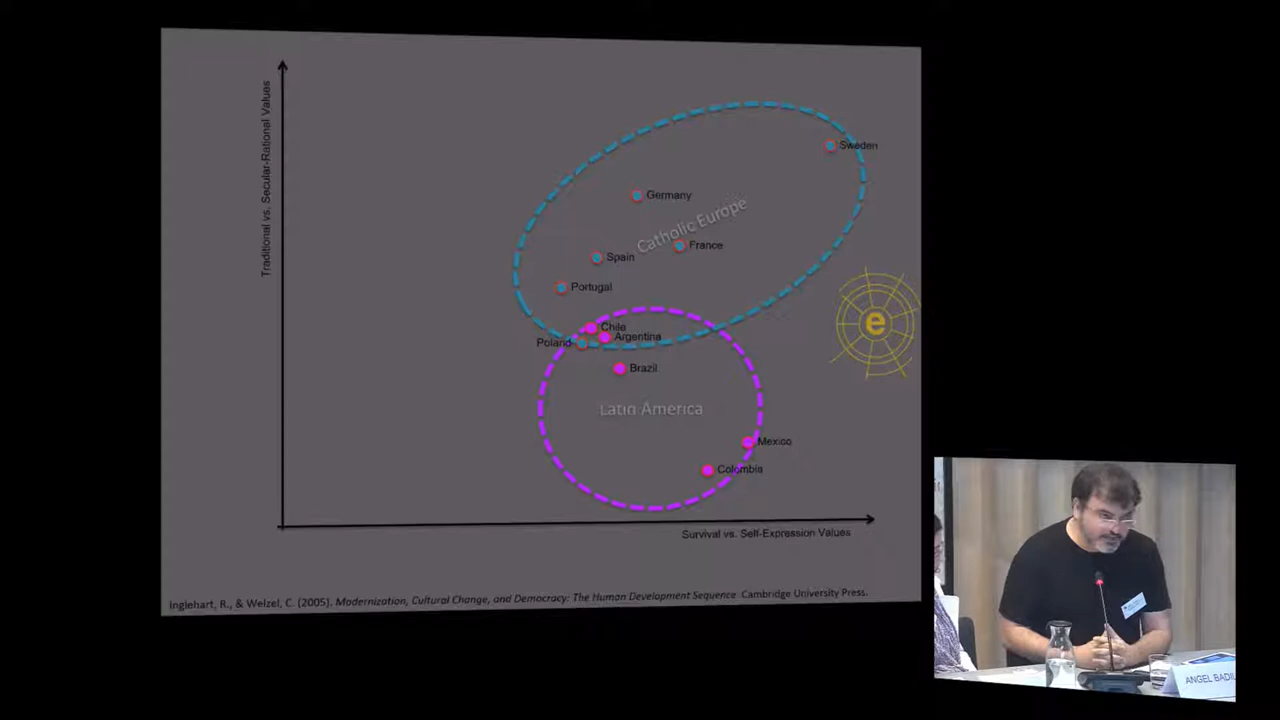 Traditional vs. Secular-Rational Values
Sweden
Germany
Catholic Europe
France
Spain
Portugal
Chile
Argentina
Poland
Brazil
Latin America
Mexico
Colombia
e
Survival vs. Self-Expression Values
Inglehart, R., & Welzel, C. (2005). Modernization, Cultural Change, and Democracy: The Human Development Sequence Cambridge University Press.
ANGEL